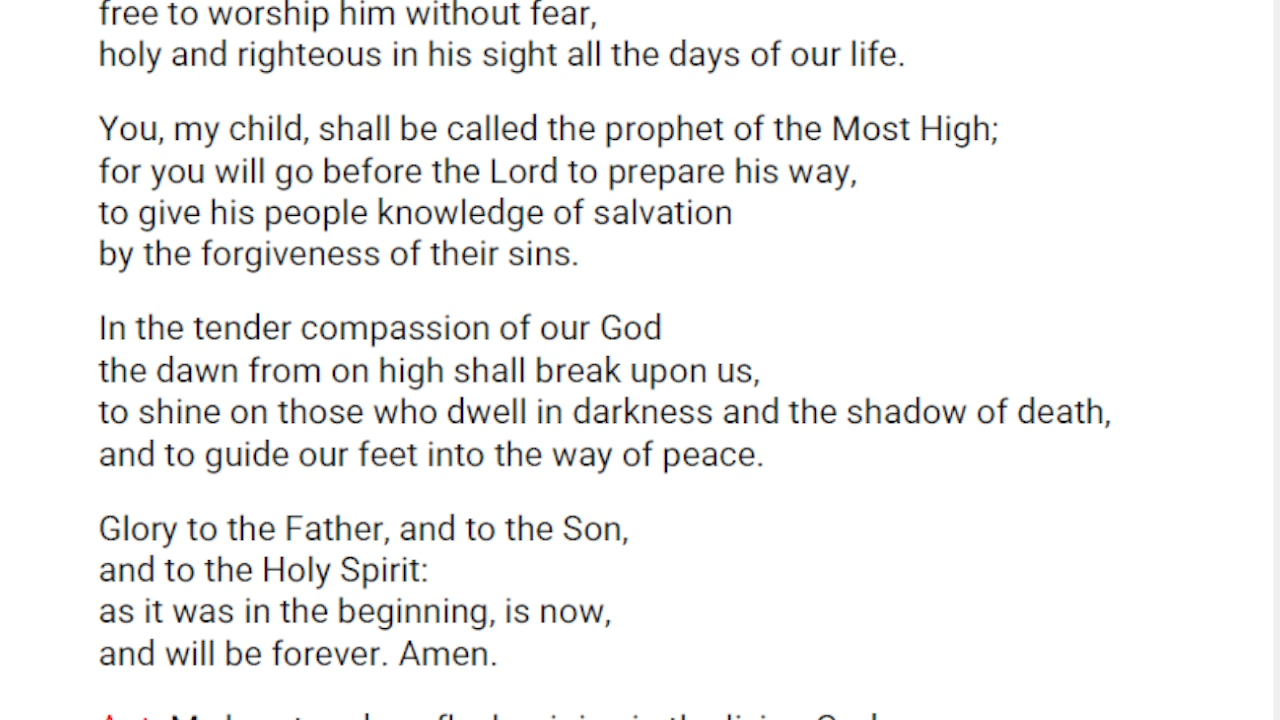 free to worship him without fear,
holy and righteous in his sight all the days of our life.
You, my child, shall be called the prophet of the Most High;
for you will go before the Lord to prepare his way,
to give his people knowledge of salvation
by the forgiveness of their sins.
In the tender compassion of our God
the dawn from on high shall break upon us,
to shine on those who dwell in darkness and the shadow of death,
and to guide our feet into the way of peace.
Glory to the Father, and to the Son,
and to the Holy Spirit:
as it was in the beginning, is now,
and will be forever. Amen.